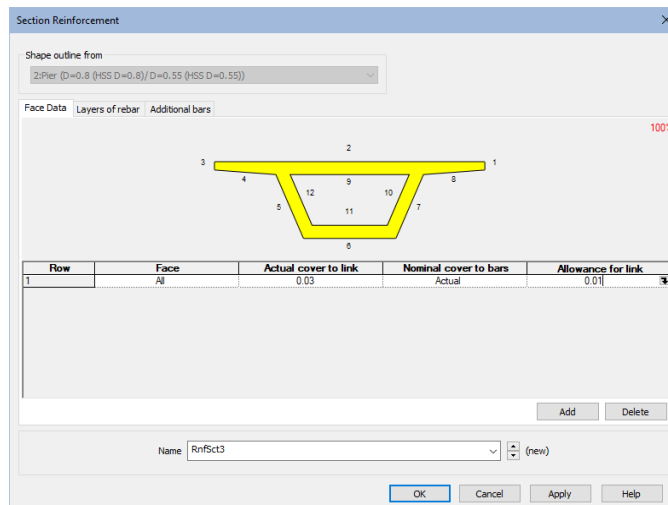 Section Reinforcement
Shape outline from
2:Pier (D=0.8 (HSS D=0.8)/ D=0.55 (HSS D=0.55))
Face Data Layers of rebar Additional bars
100%
2
3 1
4 9 8
12 10
5 11 7
6
Row Face Actual cover to link Nominal cover to bars Allowance for link
1 All 0.03 Actual 0.01
Add Delete
Name RnfSct3 (new)
OK Cancel Apply Help